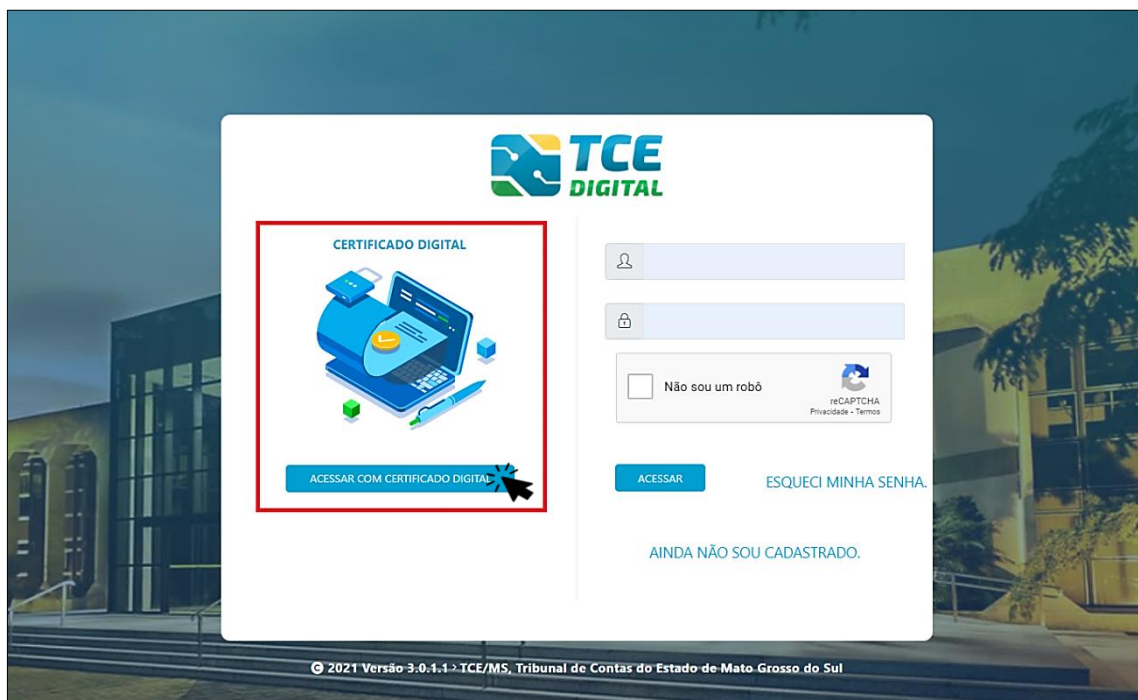 TCE
DIGITAL
CERTIFICADO DIGITAL
ACESSAR COM CERTIFICADO DIGITAL
Não sou um robô
reCAPTCHA
Privacidade - Termos
ACESSAR
ESQUECI MINHA SENHA.
AINDA NÃO SOU CADASTRADO.
© 2021 Versão 3.0.1.1 > TCE/MS, Tribunal de Contas do Estado de Mato Grosso do Sul